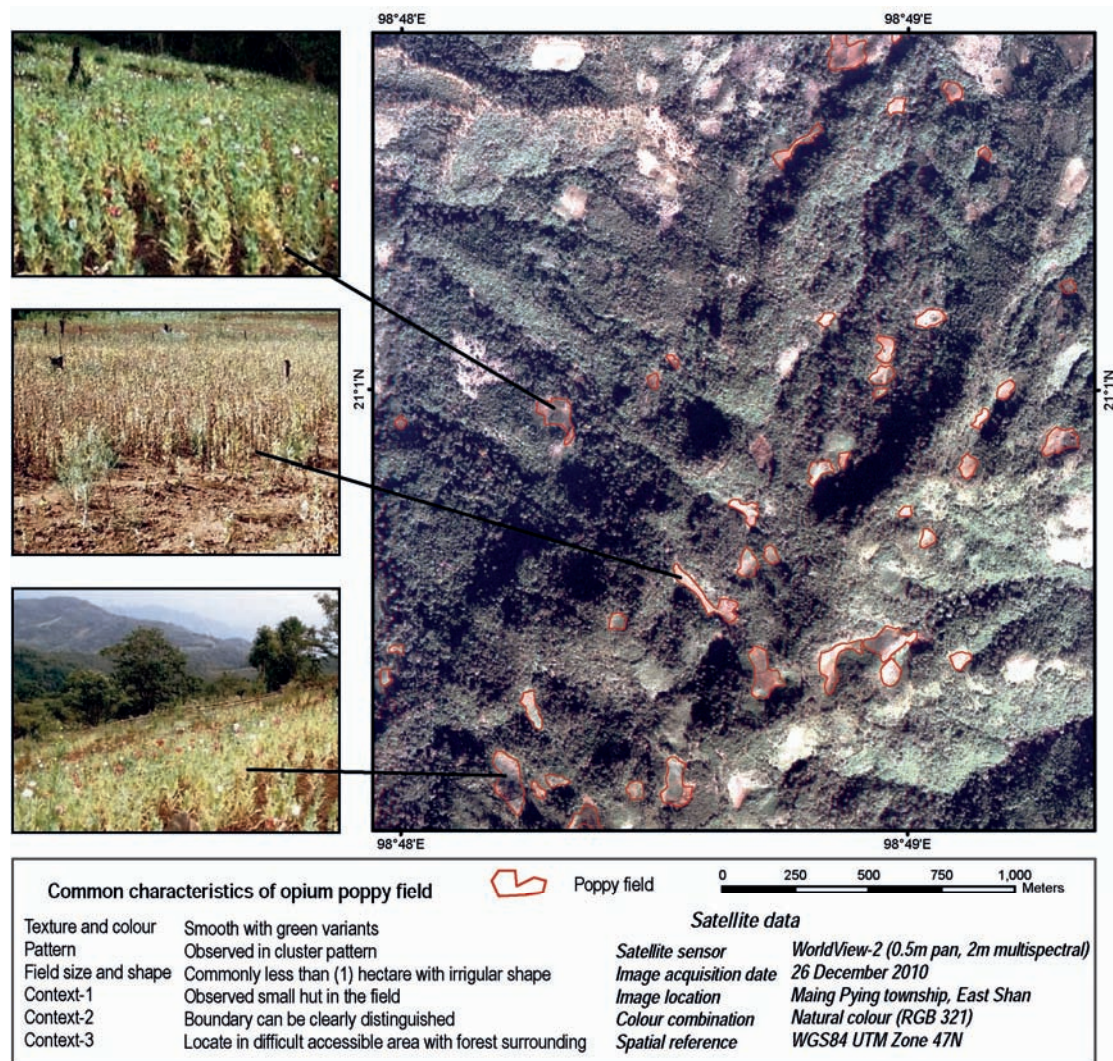 98°48'E 98°49'E
21°1'N 21°1'N
98°48'E 98°49'E
Common characteristics of opium poppy field
Texture and colour Smooth with green variants
Pattern Observed in cluster pattern
Field size and shape Commonly less than (1) hectare with irrigular shape
Context-1 Observed small hut in the field
Context-2 Boundary can be clearly distinguished
Context-3 Locate in difficult accessible area with forest surrounding
Poppy field
0 250 500 750 1,000
Meters
Satellite data
Satellite sensor WorldView-2 (0.5m pan, 2m multispectral)
Image acquisition date 26 December 2010
Image location Maing Pying township, East Shan
Colour combination Natural colour (RGB 321)
Spatial reference WGS84 UTM Zone 47N